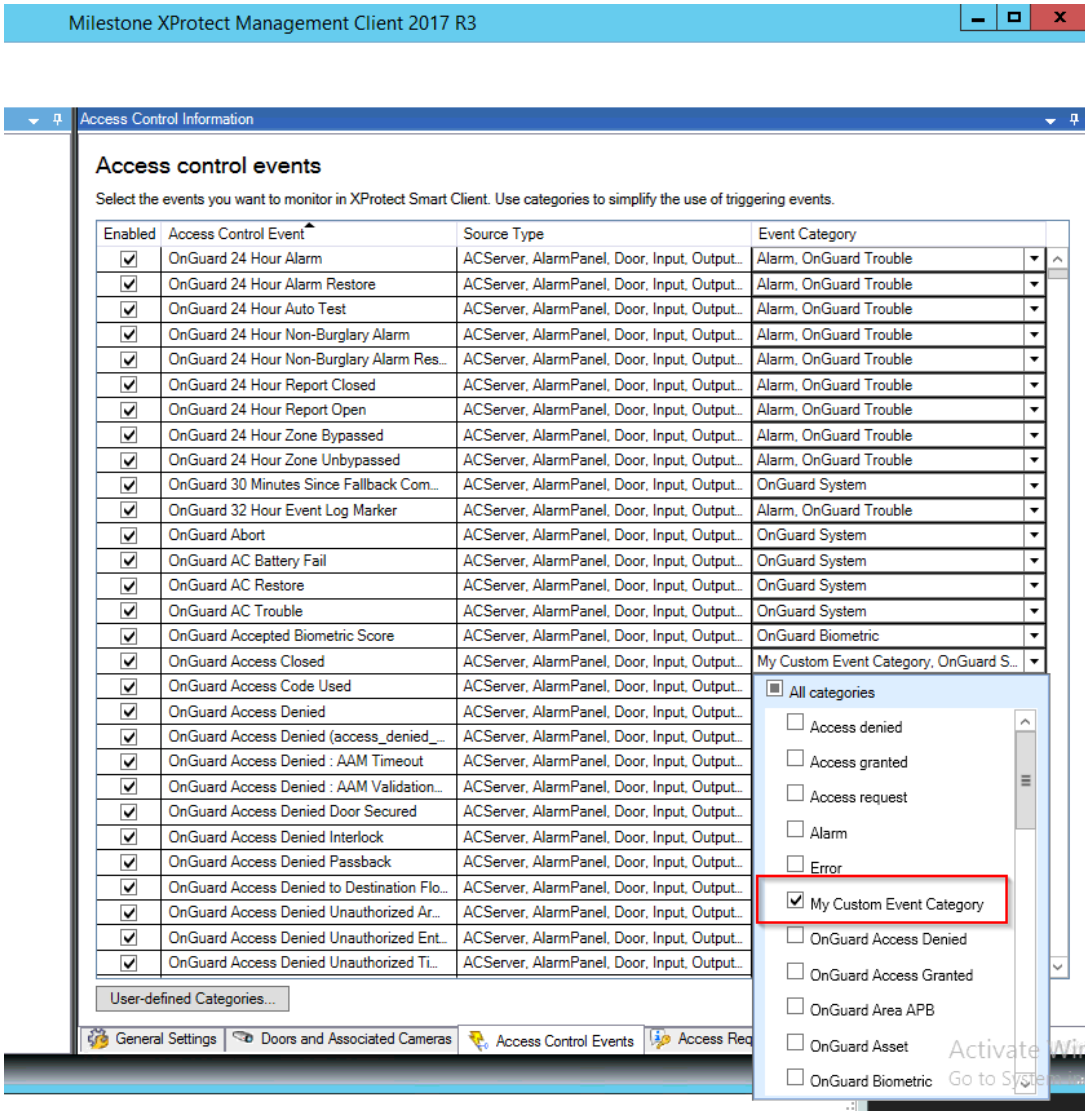 Milestone XProtect Management Client 2017 R3
Access Control Information
Access control events
Select the events you want to monitor in XProtect Smart Client. Use categories to simplify the use of triggering events.
Enabled Access Control Event Source Type Event Category
OnGuard 24 Hour Alarm ACServer, AlarmPanel, Door, Input, Output... Alarm, OnGuard Trouble
OnGuard 24 Hour Alarm Restore ACServer, AlarmPanel, Door, Input, Output... Alarm, OnGuard Trouble
OnGuard 24 Hour Auto Test ACServer, AlarmPanel, Door, Input, Output... Alarm, OnGuard Trouble
OnGuard 24 Hour Non-Burglary Alarm ACServer, AlarmPanel, Door, Input, Output... Alarm, OnGuard Trouble
OnGuard 24 Hour Non-Burglary Alarm Res... ACServer, AlarmPanel, Door, Input, Output... Alarm, OnGuard Trouble
OnGuard 24 Hour Report Closed ACServer, AlarmPanel, Door, Input, Output... Alarm, OnGuard Trouble
OnGuard 24 Hour Report Open ACServer, AlarmPanel, Door, Input, Output... Alarm, OnGuard Trouble
OnGuard 24 Hour Zone Bypassed ACServer, AlarmPanel, Door, Input, Output... Alarm, OnGuard Trouble
OnGuard 24 Hour Zone Unbypassed ACServer, AlarmPanel, Door, Input, Output... Alarm, OnGuard Trouble
OnGuard 30 Minutes Since Fallback Com... ACServer, AlarmPanel, Door, Input, Output... OnGuard System
OnGuard 32 Hour Event Log Marker ACServer, AlarmPanel, Door, Input, Output... Alarm, OnGuard Trouble
OnGuard Abort ACServer, AlarmPanel, Door, Input, Output... OnGuard System
OnGuard AC Battery Fail ACServer, AlarmPanel, Door, Input, Output... OnGuard System
OnGuard AC Restore ACServer, AlarmPanel, Door, Input, Output... OnGuard System
OnGuard AC Trouble ACServer, AlarmPanel, Door, Input, Output... OnGuard System
OnGuard Accepted Biometric Score ACServer, AlarmPanel, Door, Input, Output... OnGuard Biometric
OnGuard Access Closed ACServer, AlarmPanel, Door, Input, Output... My Custom Event Category, OnGuard S...
OnGuard Access Code Used ACServer, AlarmPanel, Door, Input, Output...
OnGuard Access Denied ACServer, AlarmPanel, Door, Input, Output...
OnGuard Access Denied (access_denied_... ACServer, AlarmPanel, Door, Input, Output...
OnGuard Access Denied : AAM Timeout ACServer, AlarmPanel, Door, Input, Output...
OnGuard Access Denied : AAM Validation... ACServer, AlarmPanel, Door, Input, Output...
OnGuard Access Denied Door Secured ACServer, AlarmPanel, Door, Input, Output...
OnGuard Access Denied Interlock ACServer, AlarmPanel, Door, Input, Output...
OnGuard Access Denied Passback ACServer, AlarmPanel, Door, Input, Output...
OnGuard Access Denied to Destination Flo... ACServer, AlarmPanel, Door, Input, Output...
OnGuard Access Denied Unauthorized Ar... ACServer, AlarmPanel, Door, Input, Output...
OnGuard Access Denied Unauthorized Ent... ACServer, AlarmPanel, Door, Input, Output...
OnGuard Access Denied Unauthorized Ti... ACServer, AlarmPanel, Door, Input, Output...
All categories
Access denied
Access granted
Access request
Alarm
Error
My Custom Event Category
OnGuard Access Denied
OnGuard Access Granted
OnGuard Area APB
OnGuard Asset
OnGuard Biometric
User-defined Categories...
General Settings Doors and Associated Cameras Access Control Events Access Req
Activate Win
Go to System